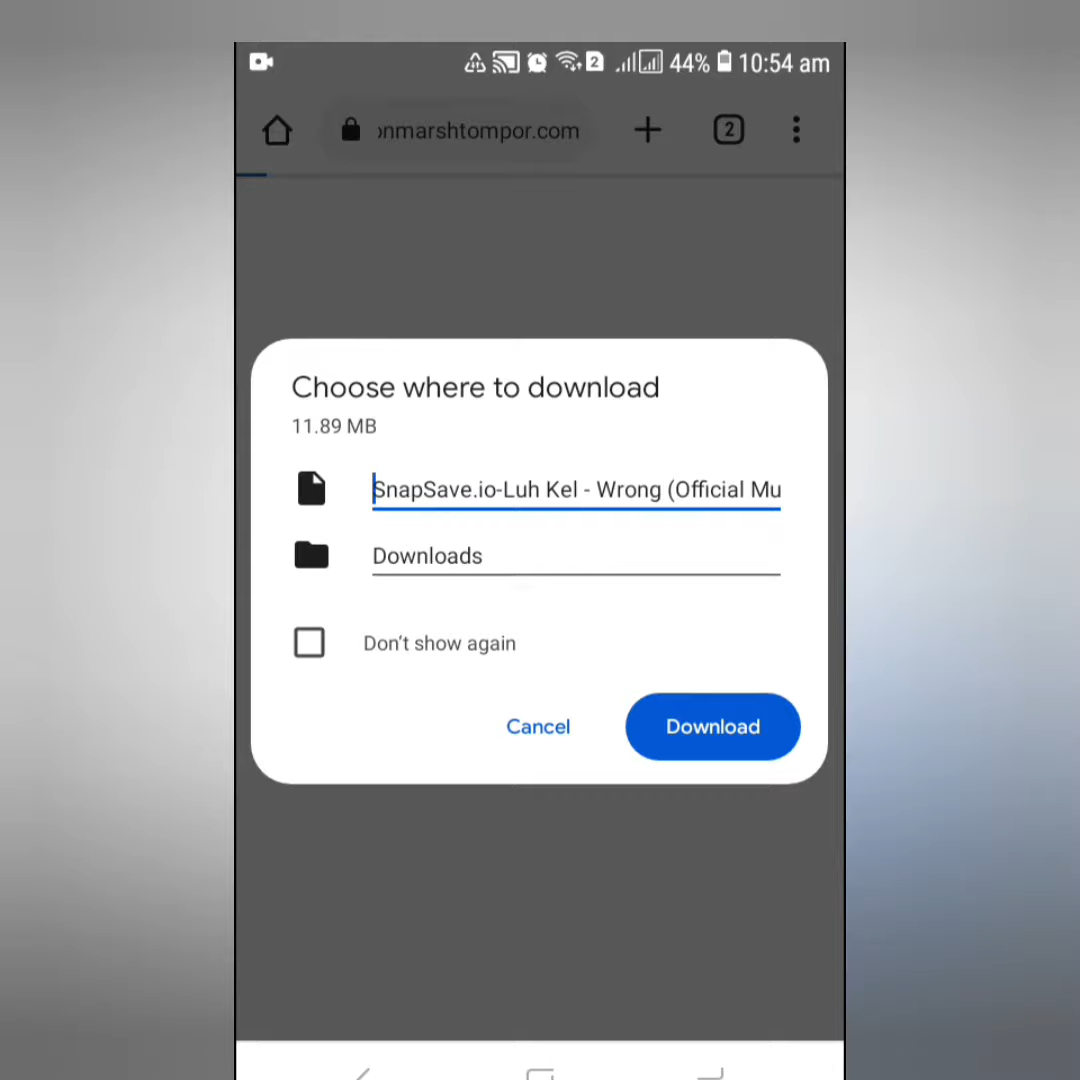 2 44% 10:54 am
onmarshtompor.com 2
Choose where to download
11.89 MB
SnapSave.io-Luh Kel - Wrong (Official Mu
Downloads
Don't show again
Cancel Download